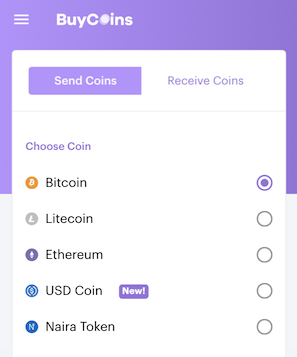 BuyCoins
Send Coins Receive Coins
Choose Coin
Bitcoin
Litecoin
Ethereum
USD Coin New!
Naira Token